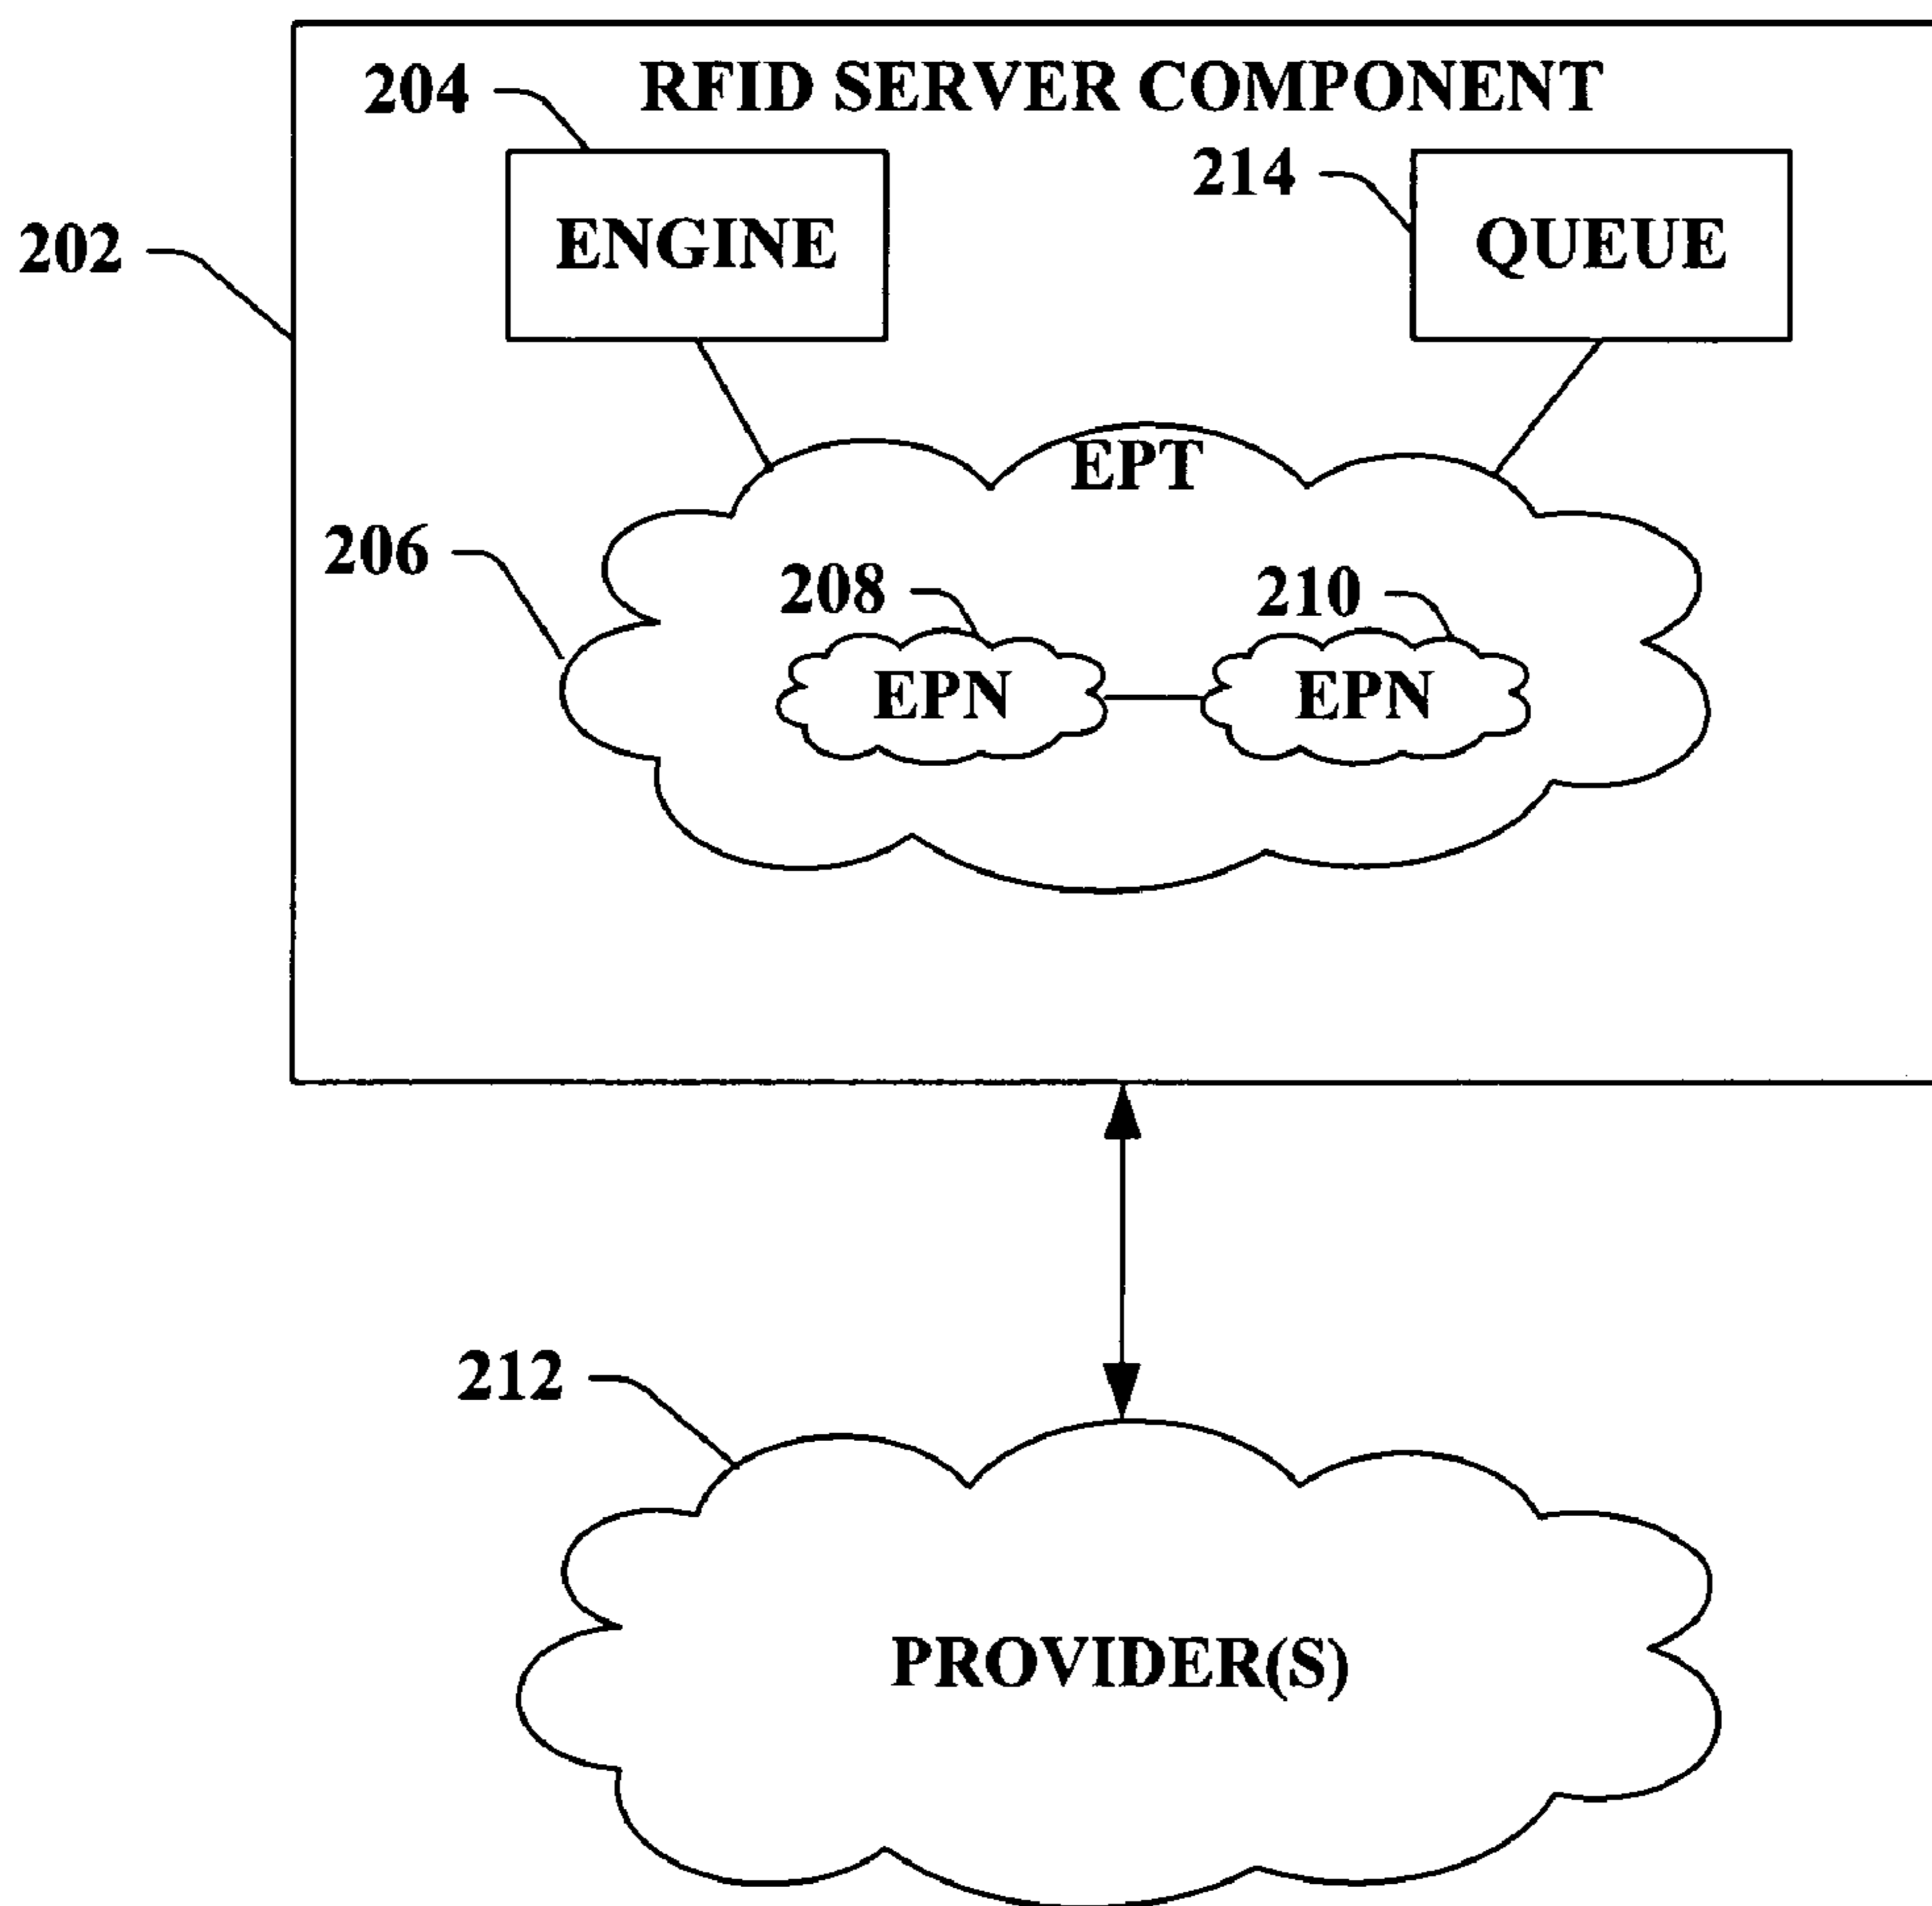 204
RFID SERVER COMPONENT
214
202
ENGINE
QUEUE
EPT
206
208
210
EPN
EPN
212
PROVIDER(S)